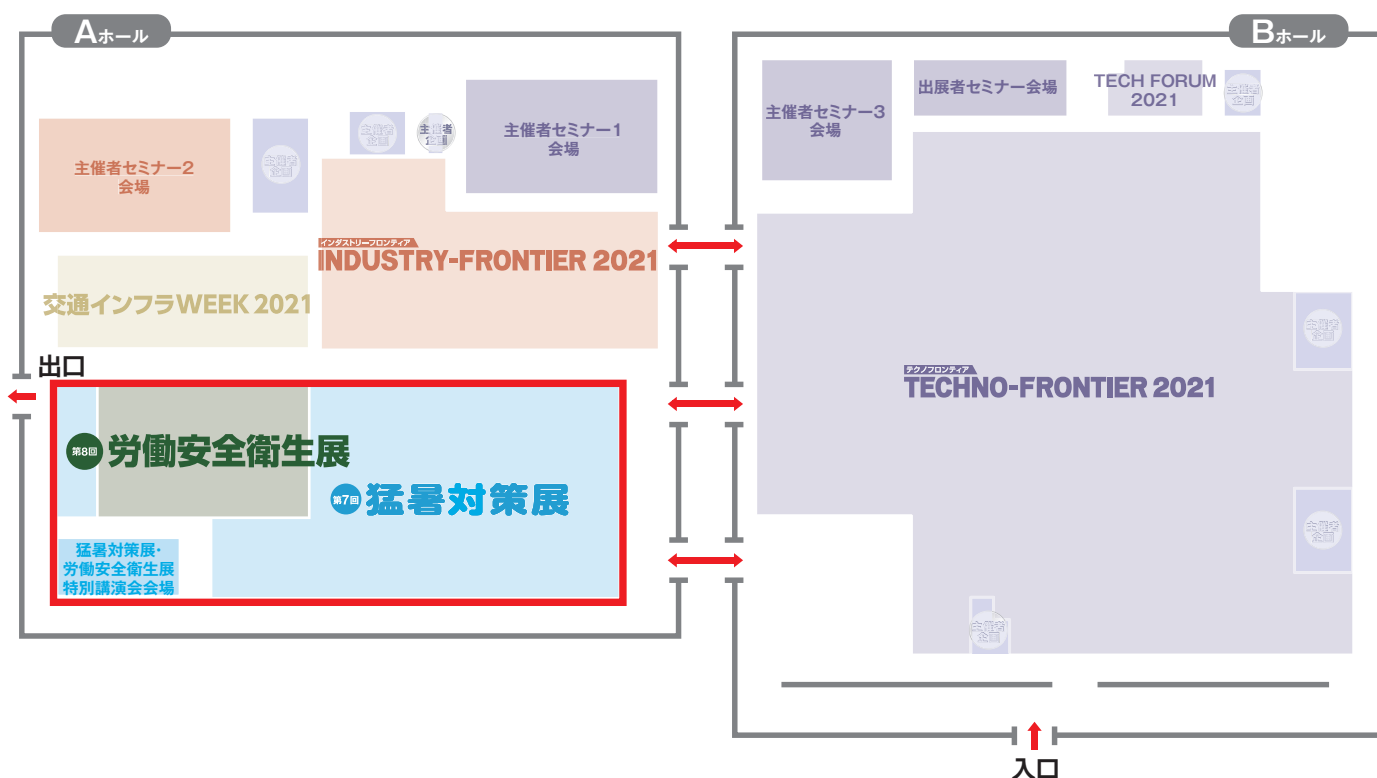 Aホール
主催者セミナー2
会場
主催者
企画
主催者
企画
主催者
企画
主催者セミナー1
会場
インダストリーフロンティア
INDUSTRY-FRONTIER 2021
交通インフラWEEK 2021
出口
第8回 労働安全衛生展
第7回 猛暑対策展
猛暑対策展・
労働安全衛生展
特別講演会会場
Bホール
主催者セミナー3
会場
出展者セミナー会場
TECH FORUM
2021
主催者
企画
テクノフロンティア
TECHNO-FRONTIER 2021
主催者
企画
主催者
企画
主催者
企画
入口